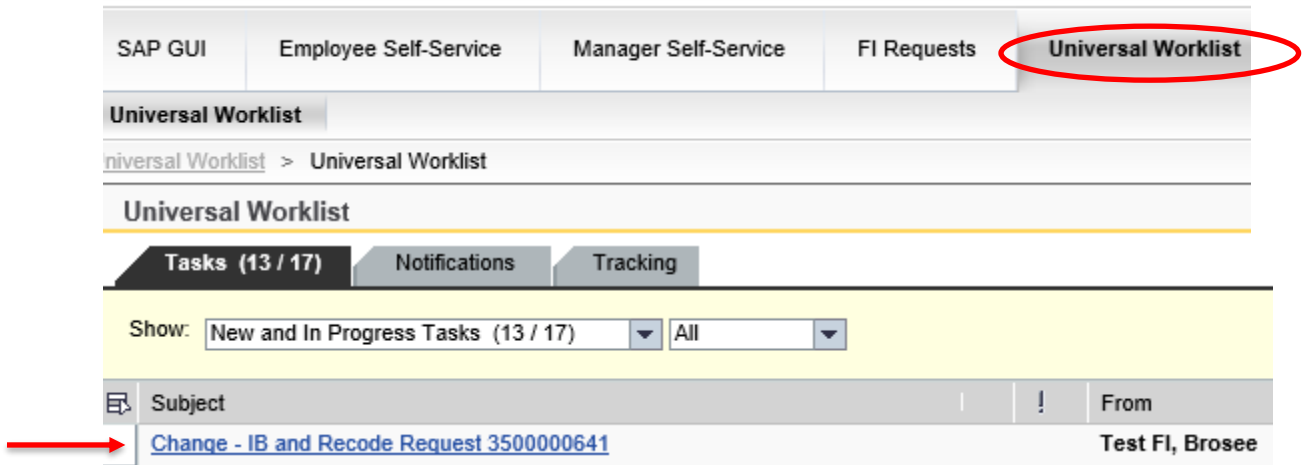 SAP GUI Employee Self-Service Manager Self-Service FI Requests Universal Worklist
Universal Worklist
niversal Worklist > Universal Worklist
Universal Worklist
Tasks (13 / 17) Notifications Tracking
Show: New and In Progress Tasks (13 / 17) All
Subject ! From
Change - IB and Recode Request 3500000641 Test FI, Brosee